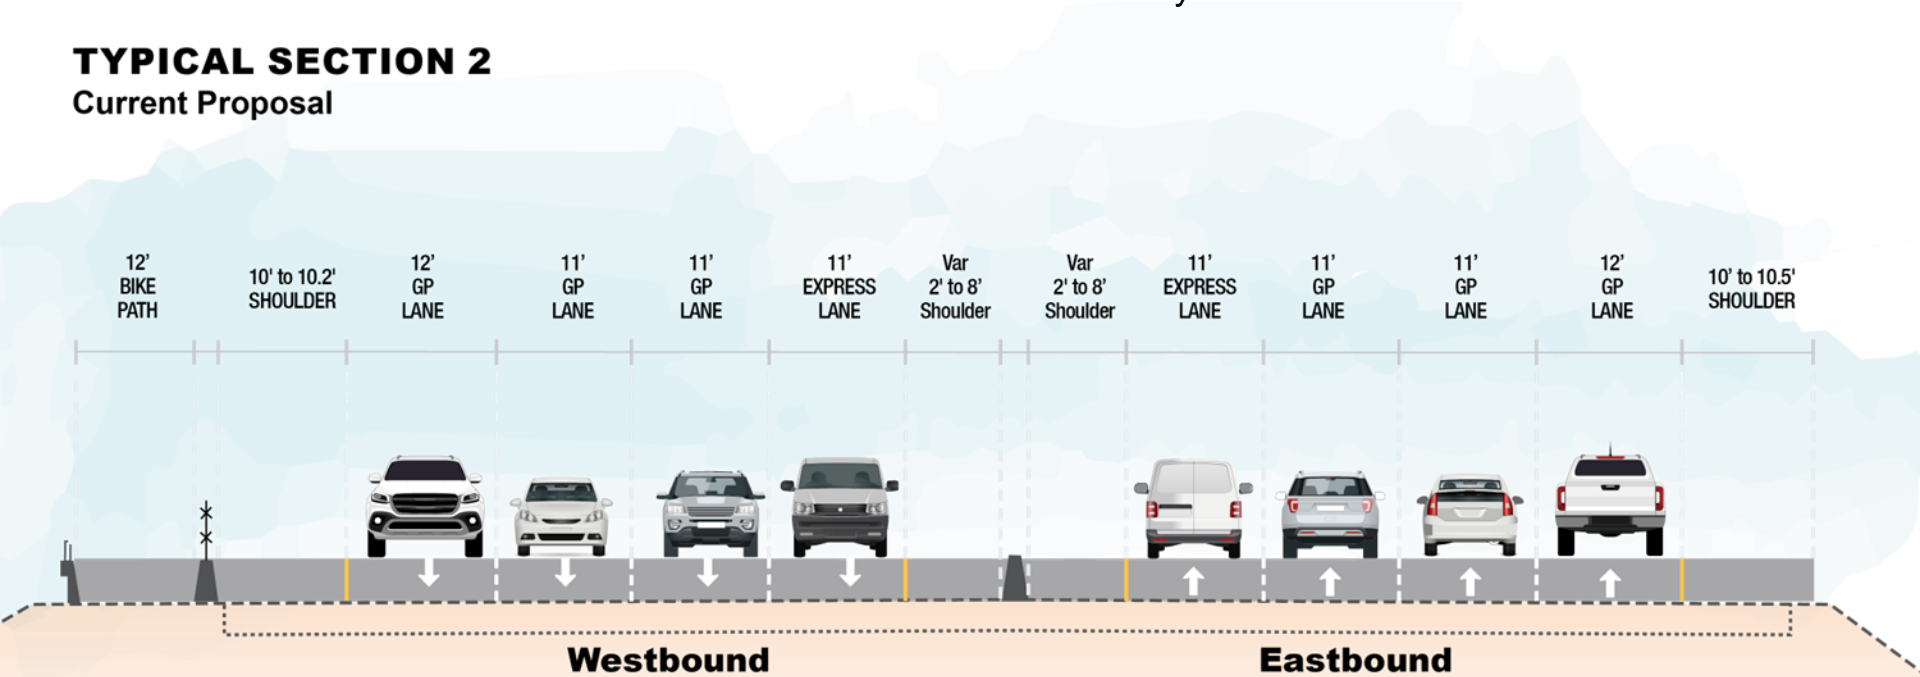 y
TYPICAL SECTION 2
Current Proposal
12’
BIKE
PATH
10' to 10.2'
SHOULDER
12’
GP
LANE
11’
GP
LANE
11’
GP
LANE
11’
EXPRESS
LANE
Var
2' to 8’
Shoulder
Var
2' to 8’
Shoulder
11’
EXPRESS
LANE
11’
GP
LANE
11’
GP
LANE
12’
GP
LANE
10’ to 10.5'
SHOULDER
Westbound
Eastbound